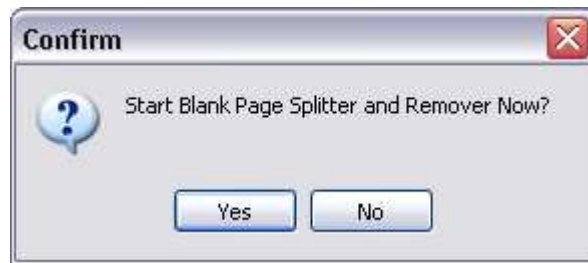 Confirm
Start Blank Page Splitter and Remover Now?
Yes No